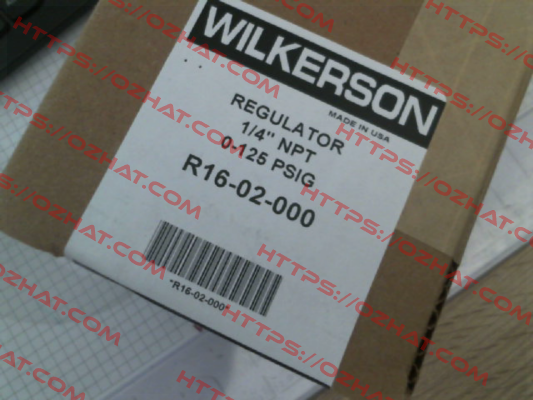 WILKERSON
MADE IN USA
REGULATOR
1/4" NPT
0-125 PSIG
R16-02-000
*R16-02-000*
HTTPS://OZHAT.COM